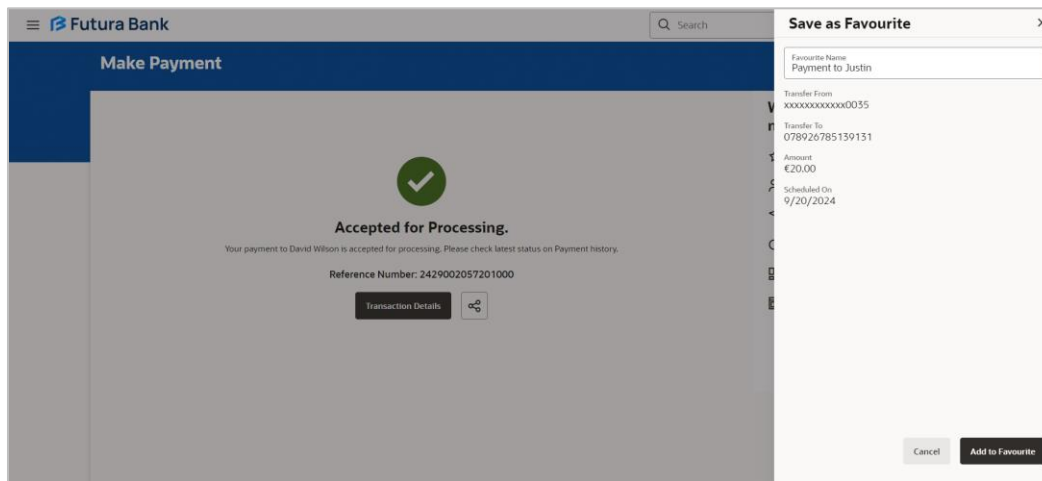 Futura Bank
Search
Make Payment
Accepted for Processing.
Your payment to David Wilson is accepted for processing. Please check latest status on Payment history.
Reference Number: 2429002057201000
Transaction Details
Save as Favourite
Favourite Name
Payment to Justin
Transfer From
xxxxxxxxxxxx0035
Transfer To
078926785139131
Amount
€20.00
Scheduled On
9/20/2024
Cancel
Add to Favourite